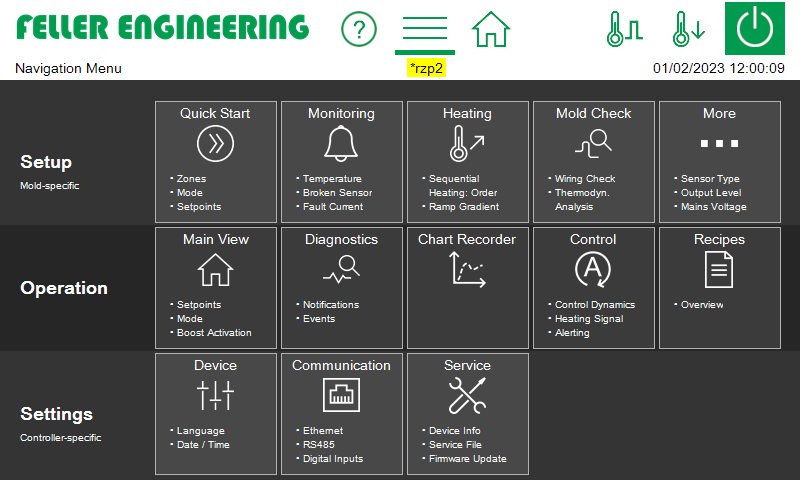 FELLER ENGINEERING
?
Navigation Menu
*rzp2
01/02/2023 12:00:09
Setup
Mold-specific
Quick Start
• Zones
• Mode
• Setpoints
Monitoring
• Temperature
• Broken Sensor
• Fault Current
Heating
• Sequential
Heating: Order
• Ramp Gradient
Mold Check
• Wiring Check
• Thermodyn.
Analysis
More
• Sensor Type
• Output Level
• Mains Voltage
Operation
Main View
• Setpoints
• Mode
• Boost Activation
Diagnostics
• Notifications
• Events
Chart Recorder
Control
A
• Control Dynamics
• Heating Signal
• Alerting
Recipes
• Overview
Settings
Controller-specific
Device
• Language
• Date / Time
Communication
• Ethernet
• RS485
• Digital Inputs
Service
• Device Info
• Service File
• Firmware Update